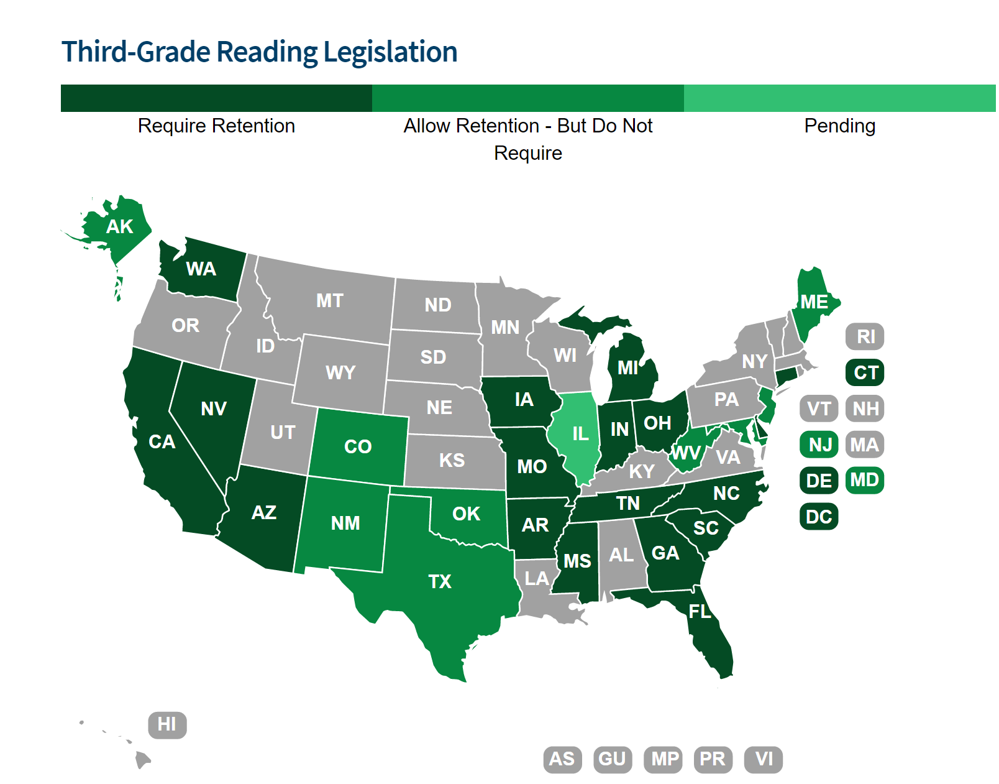 Third-Grade Reading Legislation
Require Retention
Allow Retention - But Do Not
Require
Pending
AK
WA
MT
ND
MN
ME
OR
ID
WY
SD
WI
MI
NY
RI
CT
NV
CA
UT
CO
NE
KS
IA
IL
IN
OH
PA
WV
VA
VT
NH
NJ
MA
MO
KY
DE
MD
AZ
NM
OK
AR
TN
NC
SC
DC
TX
LA
MS
AL
GA
FL
HI
AS
GU
MP
PR
VI